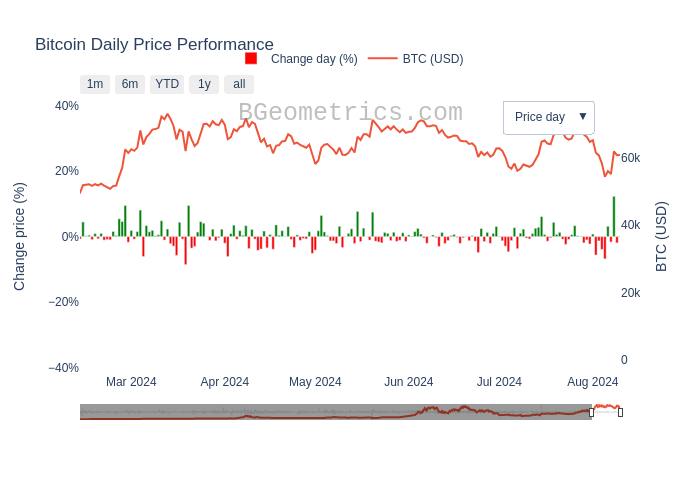 Bitcoin Daily Price Performance
Change day (%)
BTC (USD)
1m
6m
YTD
1y
all
BGeometrics.com
Price day ▼
Change price (%)
40%
20%
0%
−20%
−40%
60k
40k
20k
0
BTC (USD)
Mar 2024
Apr 2024
May 2024
Jun 2024
Jul 2024
Aug 2024